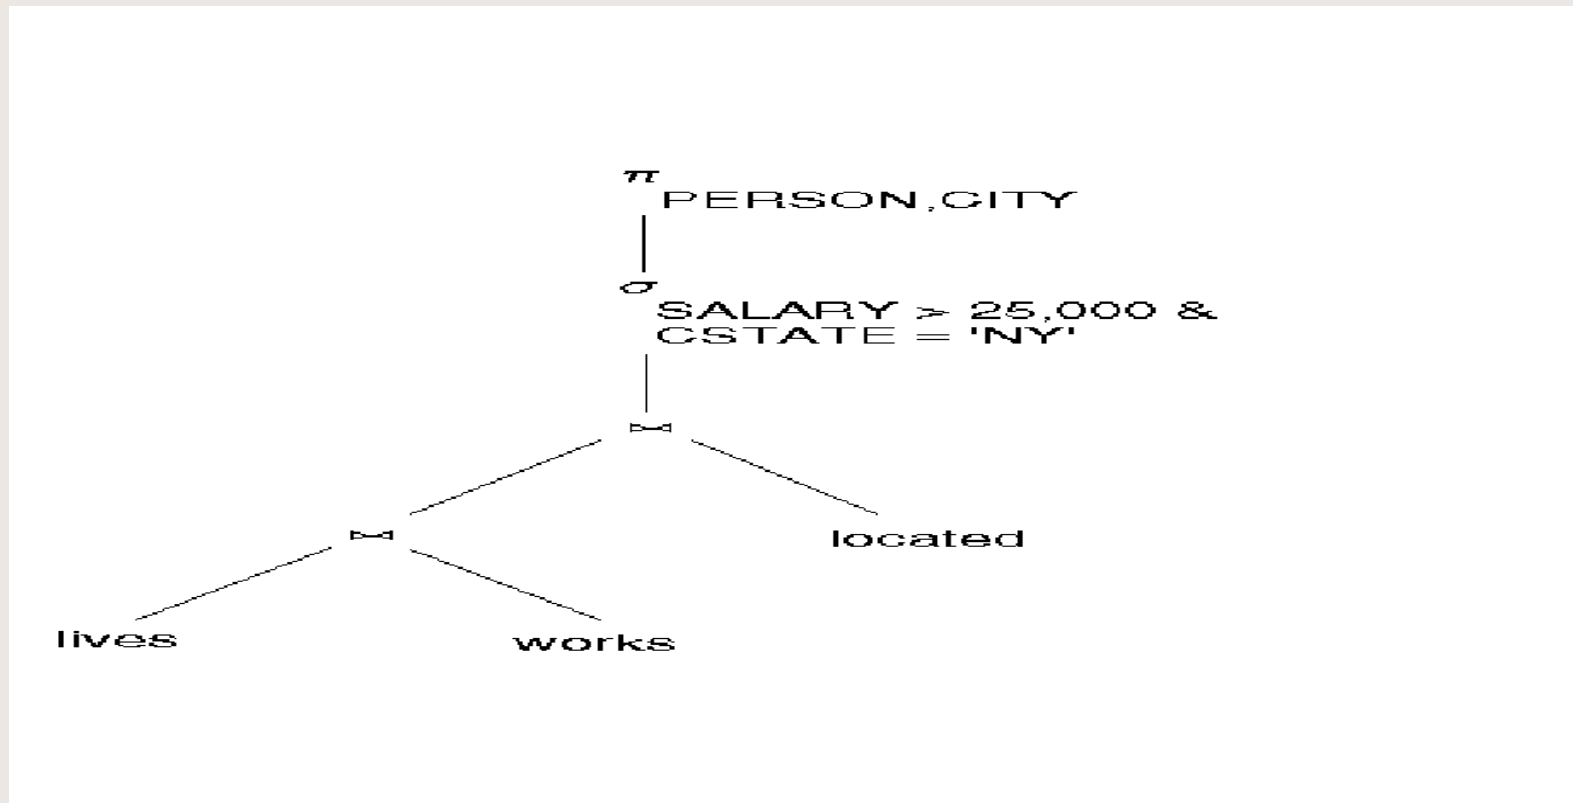 π
PERSON,CITY
σ
SALARY > 25,000 &
CSTATE = 'NY'
⋈
⋈
located
lives
works